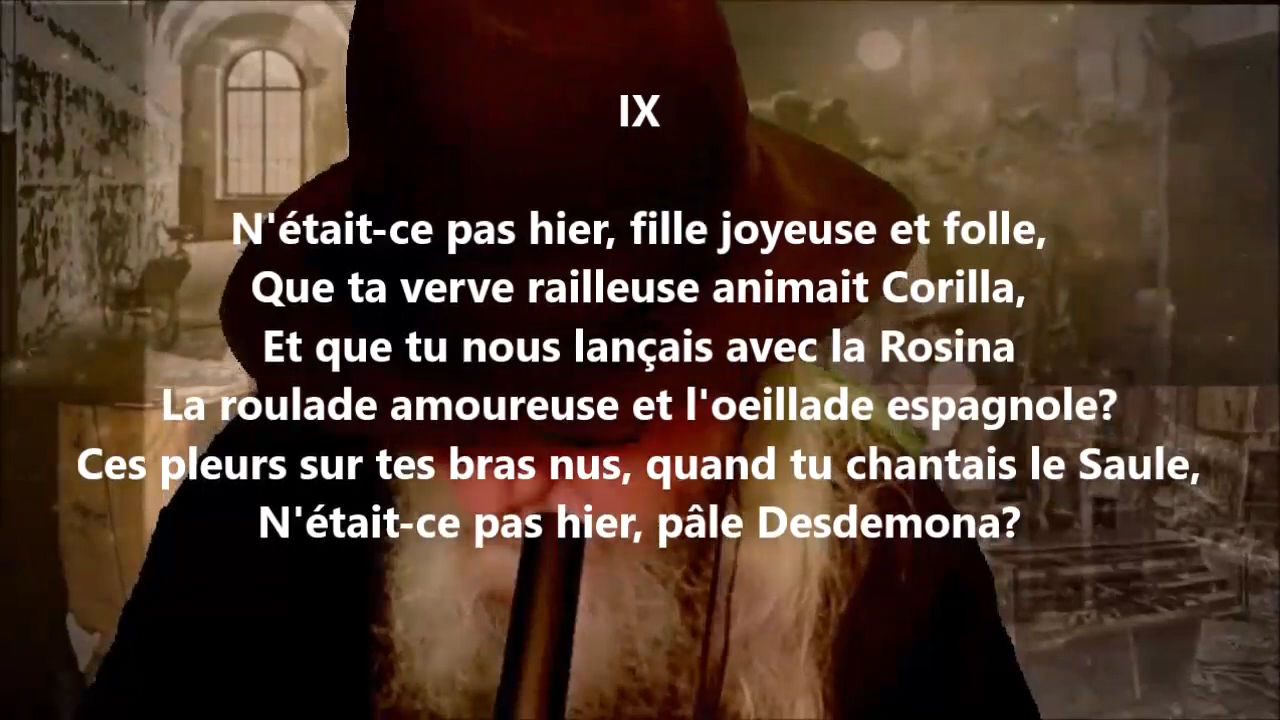 IX
N'était-ce pas hier, fille joyeuse et folle,
Que ta verve railleuse animait Corilla,
Et que tu nous lançais avec la Rosina
La roulade amoureuse et l'oeillade espagnole?
Ces pleurs sur tes bras nus, quand tu chantais le Saule,
N'était-ce pas hier, pâle Desdemona?